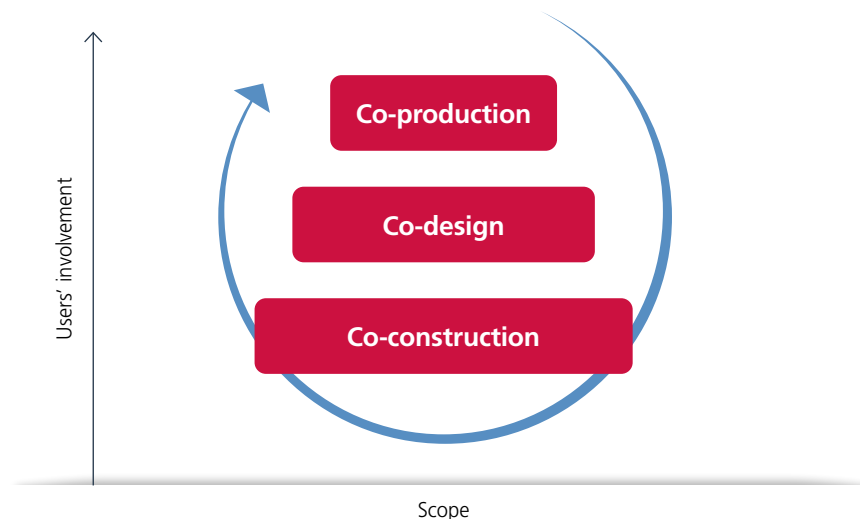 Co-production
Co-design
Users’ involvement
Co-construction
Scope